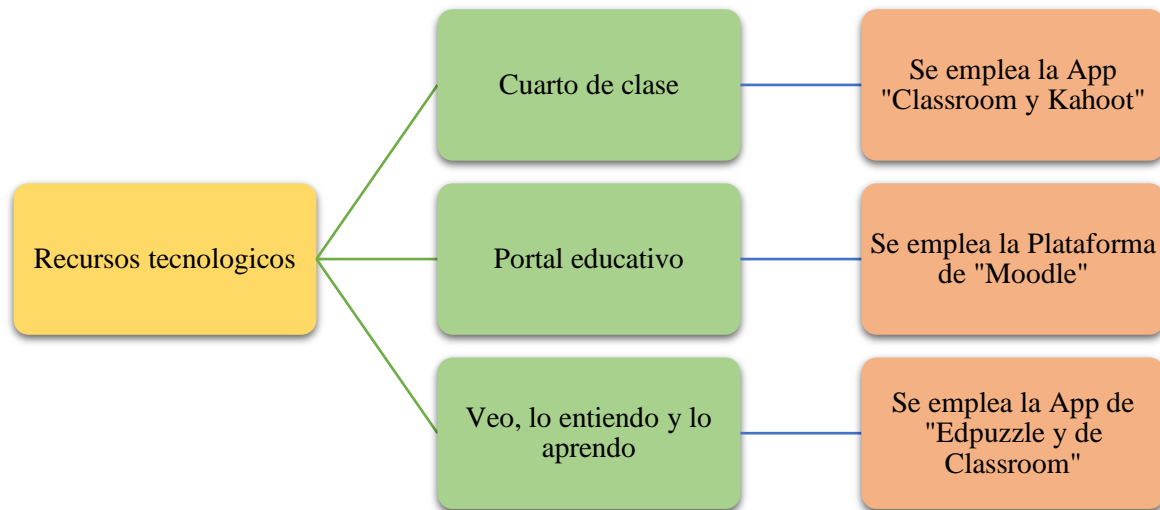 Recursos tecnologicos
Cuarto de clase
Se emplea la App
"Classroom y Kahoot"
Portal educativo
Se emplea la Plataforma
de "Moodle"
Veo, lo entiendo y lo
aprendo
Se emplea la App de
"Edpuzzle y de
Classroom"